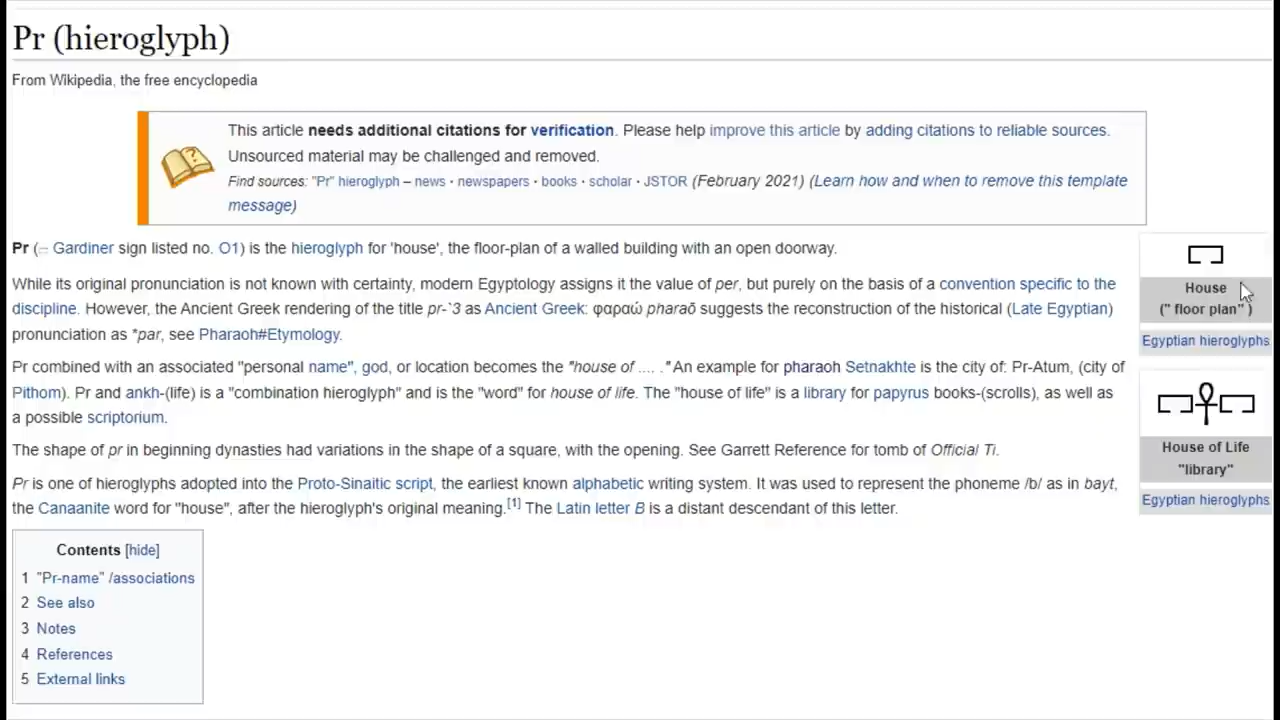 Pr (hieroglyph)
From Wikipedia, the free encyclopedia
This article needs additional citations for verification. Please help improve this article by adding citations to reliable sources.
Unsourced material may be challenged and removed.
Find sources: "Pr" hieroglyph – news · newspapers · books · scholar · JSTOR (February 2021) (Learn how and when to remove this template
message)
Pr (𓉐 Gardiner sign listed no. O1) is the hieroglyph for 'house', the floor-plan of a walled building with an open doorway.
While its original pronunciation is not known with certainty, modern Egyptology assigns it the value of per, but purely on the basis of a convention specific to the
discipline. However, the Ancient Greek rendering of the title pr-`3 as Ancient Greek: φαραώ pharaō suggests the reconstruction of the historical (Late Egyptian)
pronunciation as *par, see Pharaoh#Etymology.
Pr combined with an associated "personal name", god, or location becomes the "house of .... ." An example for pharaoh Setnakhte is the city of: Pr-Atum, (city of
Pithom). Pr and ankh-(life) is a "combination hieroglyph" and is the "word" for house of life. The "house of life" is a library for papyrus books-(scrolls), as well as
a possible scriptorium.
The shape of pr in beginning dynasties had variations in the shape of a square, with the opening. See Garrett Reference for tomb of Official Ti.
Pr is one of hieroglyphs adopted into the Proto-Sinaitic script, the earliest known alphabetic writing system. It was used to represent the phoneme /b/ as in bayt,
the Canaanite word for "house", after the hieroglyph's original meaning.[1] The Latin letter B is a distant descendant of this letter.
Contents [hide]
1 "Pr-name" /associations
2 See also
3 Notes
4 References
5 External links
𓉐
House
(" floor plan" )
Egyptian hieroglyphs
𓉐𓋹𓉐
House of Life
"library"
Egyptian hieroglyphs